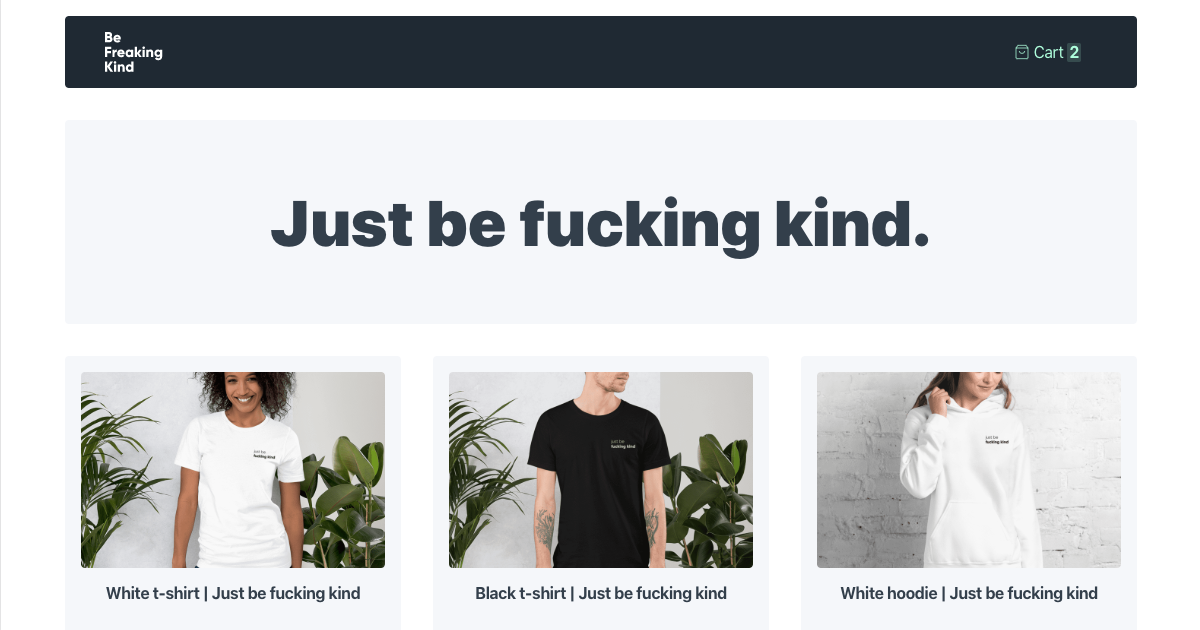 Be
Freaking
Kind
Cart 2
Just be fucking kind.
just be
fucking kind
just be
fucking kind
just be
fucking kind
White t-shirt | Just be fucking kind
Black t-shirt | Just be fucking kind
White hoodie | Just be fucking kind